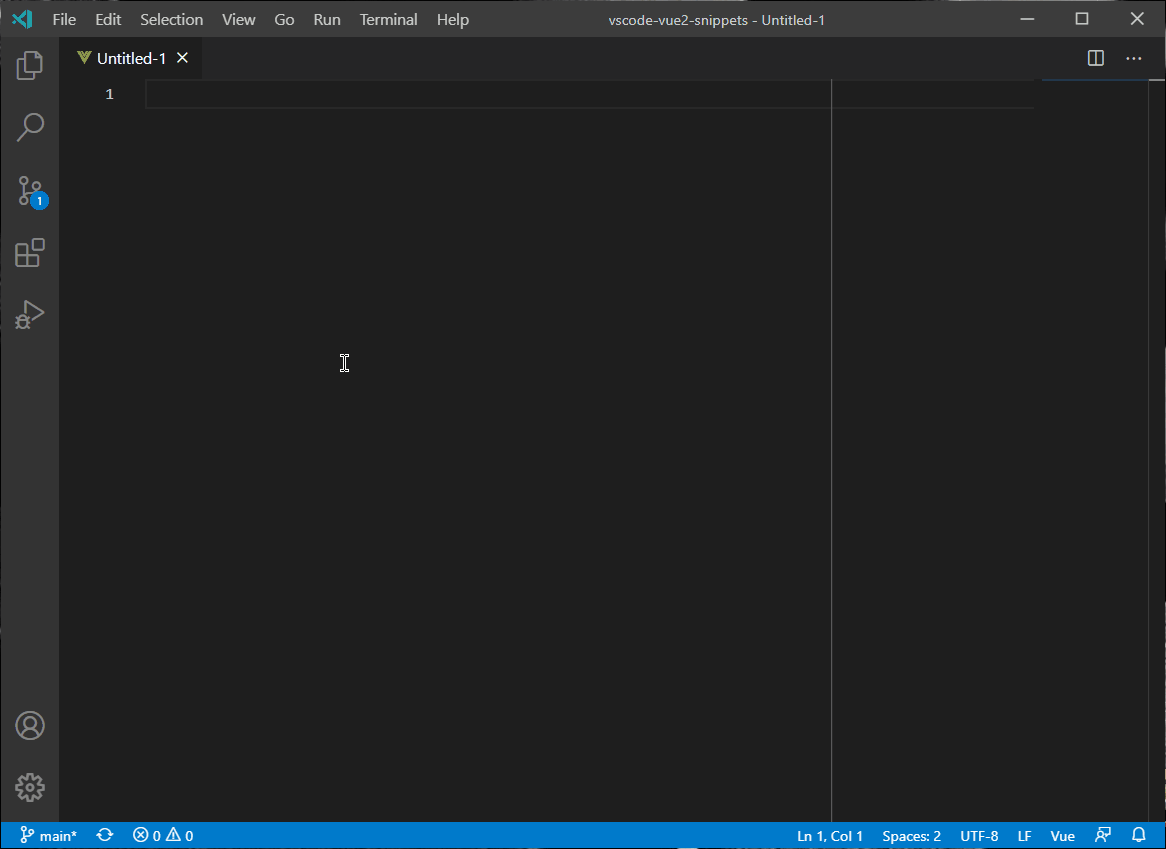 File Edit Selection View Go Run Terminal Help vscode-vue2-snippets - Untitled-1
Untitled-1
1
1
main* 0 0 Ln 1, Col 1 Spaces: 2 UTF-8 LF Vue